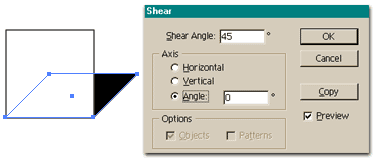 Shear
Shear Angle: 45 °
OK
Cancel
Axis
Horizontal
Vertical
Angle: 0 °
Copy
Preview
Options
Objects Patterns